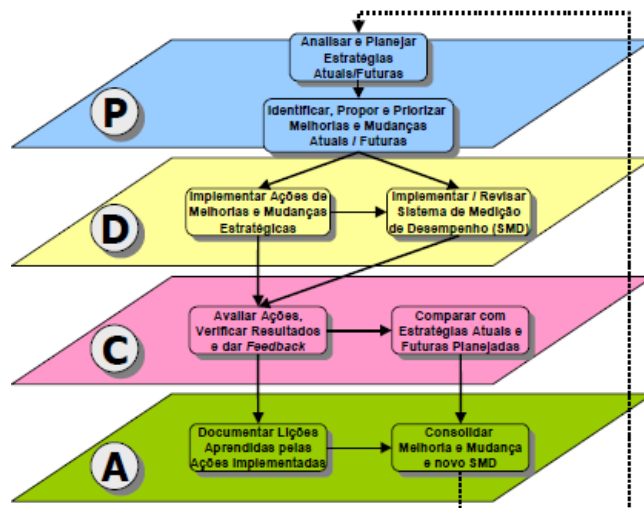 Analisar e Planejar
Estratégias
Atuais/Futuras
P
Identificar, Propor e Priorizar
Melhorias e Mudanças
Atuais / Futuras
Implementar Ações de
Melhorias e Mudanças
Estratégicas
Implementar / Revisar
Sistema de Medição
de Desempenho (SMD)
D
Avaliar Ações,
Verificar Resultados
e dar Feedback
Comparar com
Estratégias Atuais e
Futuras Planejadas
C
Documentar Lições
Aprendidas pelas
Ações Implementadas
Consolidar
Melhoria e Mudança
e novo SMD
A